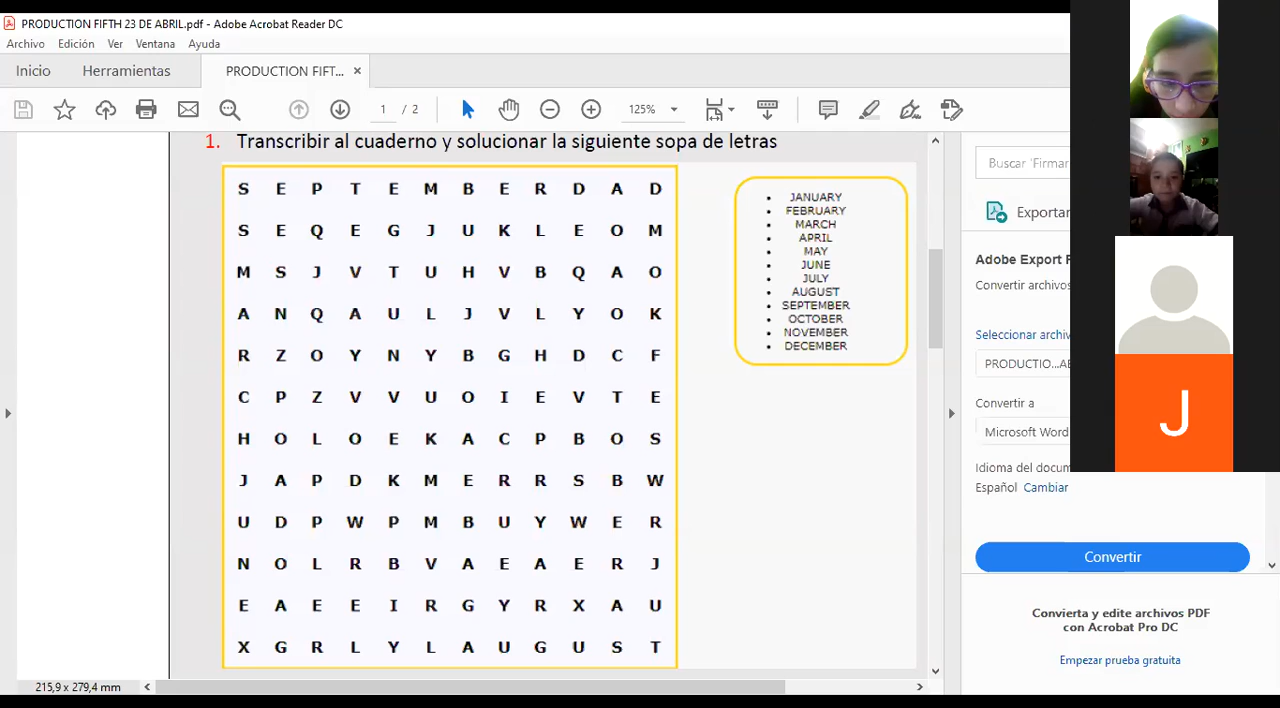 PRODUCTION FIFTH 23 DE ABRIL.pdf - Adobe Acrobat Reader DC
Archivo Edición Ver Ventana Ayuda
Inicio Herramientas PRODUCTION FIFT... ×
1 / 2 125%
1. Transcribir al cuaderno y solucionar la siguiente sopa de letras
S E P T E M B E R D A D
S E Q E G J U K L E O M
M S J V T U H V B Q A O
A N Q A U L J V L Y O K
R Z O Y N Y B G H D C F
C P Z V V U O I E V T E
H O L O E K A C P B O S
J A P D K M E R R S B W
U D P W P M B U Y W E R
N O L R B V A E A E R J
E A E E I R G Y R X A U
X G R L Y L A U G U S T
• JANUARY
• FEBRUARY
• MARCH
• APRIL
• MAY
• JUNE
• JULY
• AUGUST
• SEPTEMBER
• OCTOBER
• NOVEMBER
• DECEMBER
Buscar 'Firmar
Exportar
Adobe Export
Convertir archivos
Seleccionar archiv
PRODUCTIO...AB
Convertir a
Microsoft Word
Idioma del docum
Español Cambiar
Convertir
Convierta y edite archivos PDF
con Acrobat Pro DC
Empezar prueba gratuita
J
215,9 x 279,4 mm